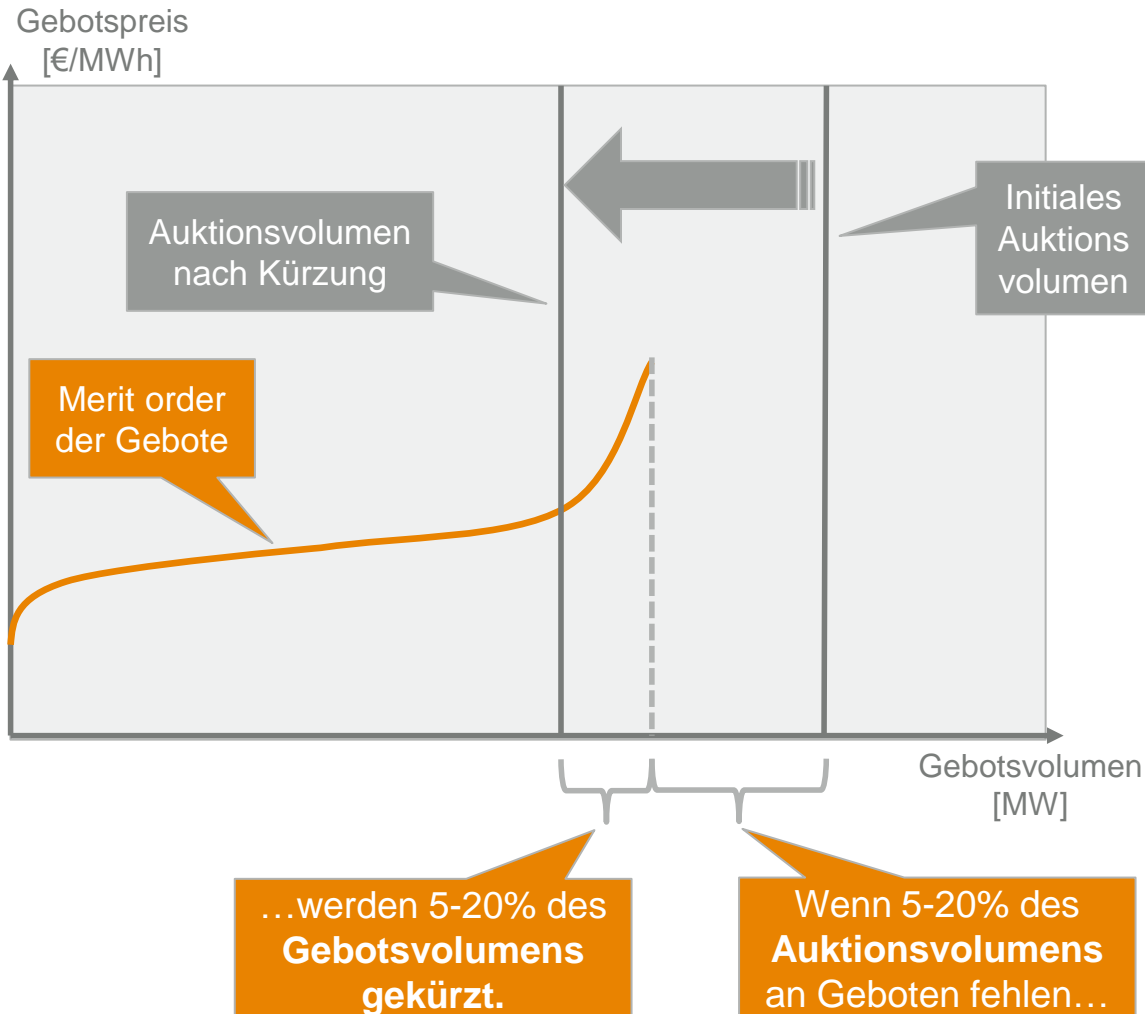 Gebotspreis
[€/MWh]
Auktionsvolumen
nach Kürzung
Initiales
Auktions
volumen
Merit order
der Gebote
Gebotsvolumen
[MW]
…werden 5-20% des
Gebotsvolumens
gekürzt.
Wenn 5-20% des
Auktionsvolumens
an Geboten fehlen…